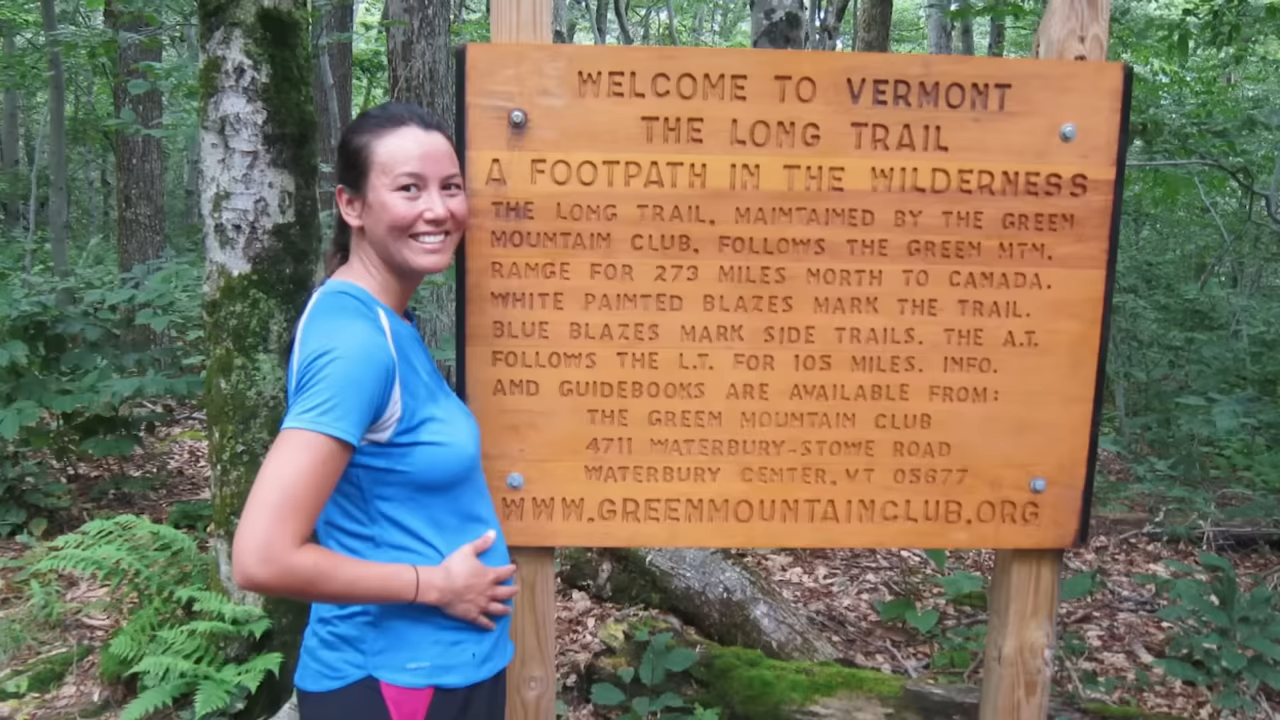 WELCOME TO VERMONT
THE LONG TRAIL
A FOOTPATH IN THE WILDERNESS
THE LONG TRAIL, MAINTAINED BY THE GREEN
MOUNTAIN CLUB, FOLLOWS THE GREEN MTN.
RANGE FOR 273 MILES NORTH TO CANADA.
WHITE PAINTED BLAZES MARK THE TRAIL.
BLUE BLAZES MARK SIDE TRAILS. THE A.T.
FOLLOWS THE L.T. FOR 105 MILES. INFO.
AND GUIDEBOOKS ARE AVAILABLE FROM:
THE GREEN MOUNTAIN CLUB
4711 WATERBURY-STOWE ROAD
WATERBURY CENTER, VT 05677
WWW.GREENMOUNTAINCLUB.ORG